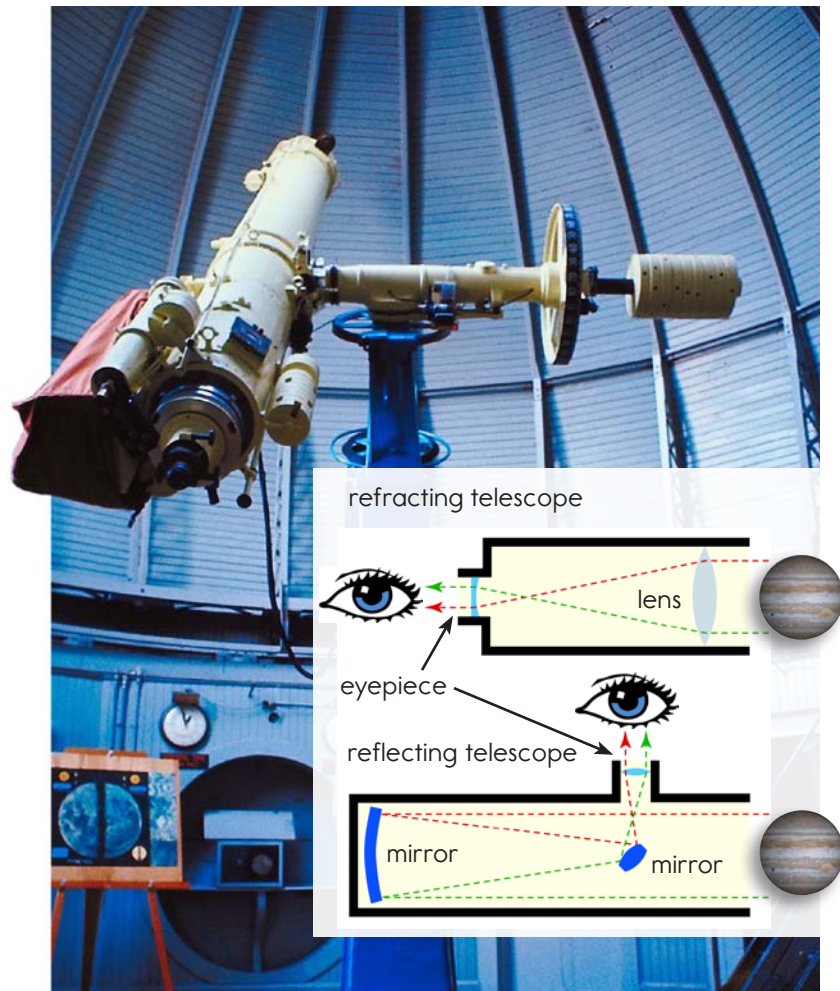 refracting telescope
lens
eyepiece
reflecting telescope
mirror
mirror